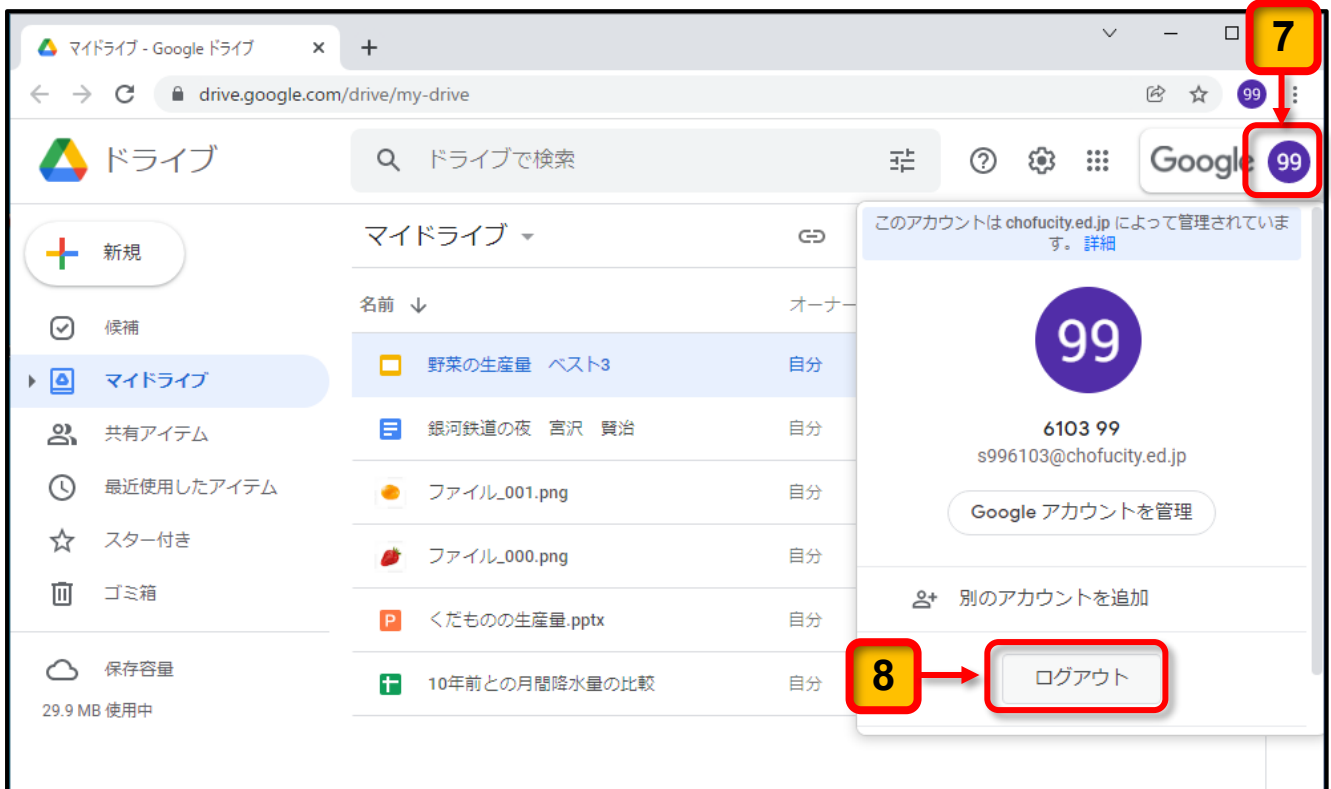 マイドライブ - Google ドライブ
7
drive.google.com/drive/my-drive
99
ドライブ
ドライブで検索
Google
99
新規
候補
マイドライブ
共有アイテム
最近使用したアイテム
スター付き
ゴミ箱
保存容量
29.9 MB 使用中
マイドライブ
名前
オーナー
野菜の生産量　ベスト3
自分
銀河鉄道の夜　宮沢　賢治
自分
ファイル_001.png
自分
ファイル_000.png
自分
P
くだものの生産量.pptx
自分
10年前との月間降水量の比較
自分
このアカウントは chofucity.ed.jp によって管理されていま
す。 詳細
99
6103 99
s996103@chofucity.ed.jp
Google アカウントを管理
別のアカウントを追加
8
ログアウト